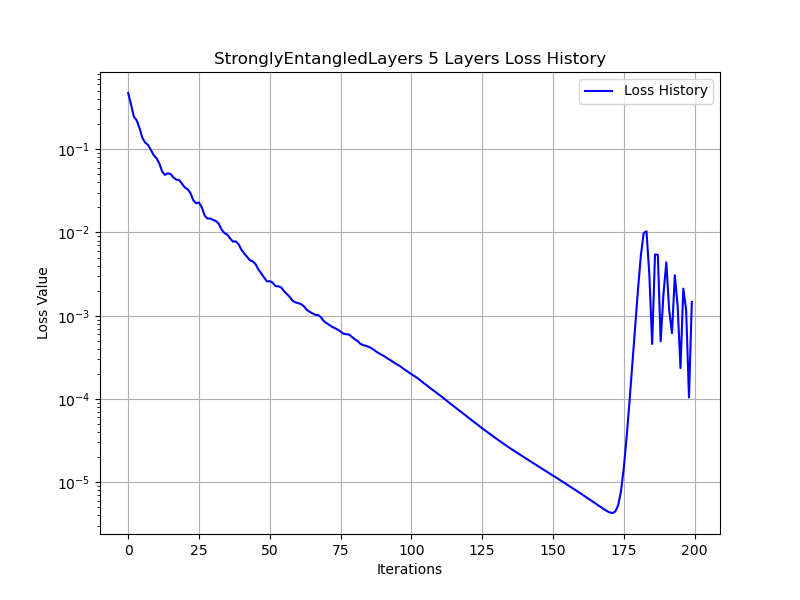 StronglyEntangledLayers 5 Layers Loss History
Loss History
10⁻¹
10⁻²
10⁻³
10⁻⁴
10⁻⁵
Loss Value
0 25 50 75 100 125 150 175 200
Iterations